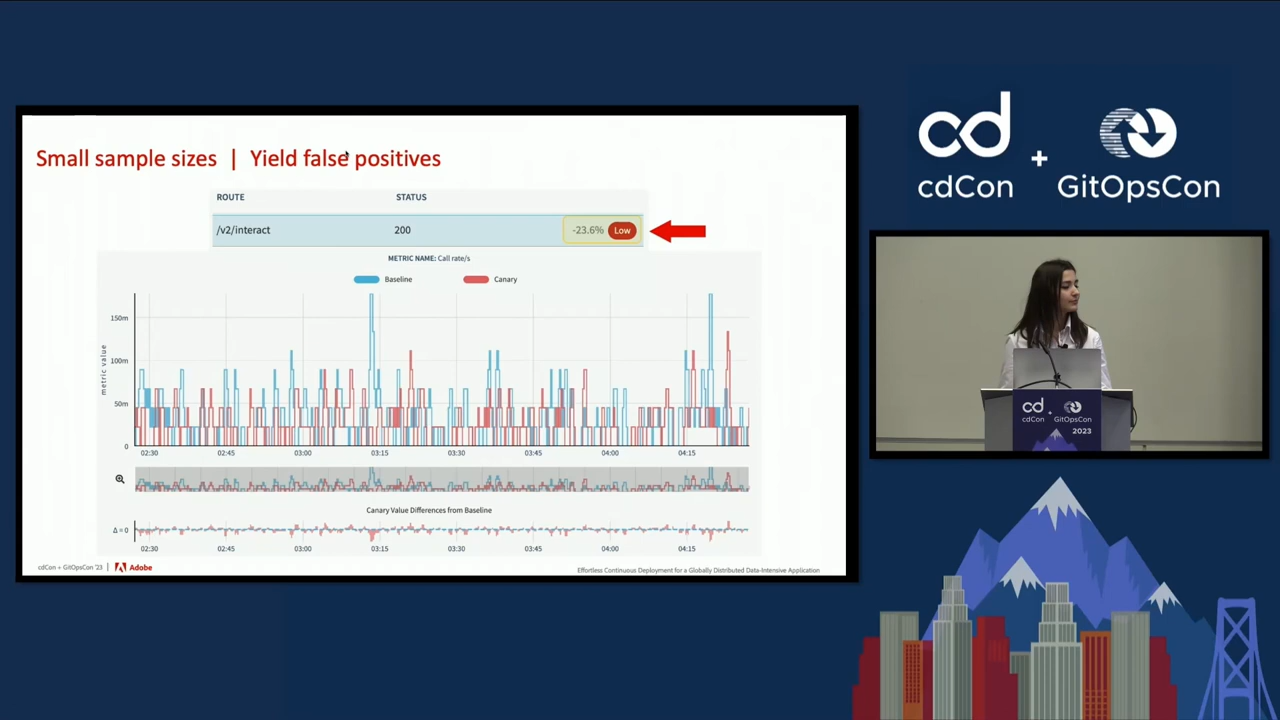 Small sample sizes | Yield false positives
ROUTE STATUS
/v2/interact 200 -23.6% Low
METRIC NAME: Call rate/s
Baseline Canary
metric value
150m
100m
50m
0
02:30 02:45 03:00 03:15 03:30 03:45 04:00 04:15
Canary Value Differences from Baseline
Δ = 0
02:30 02:45 03:00 03:15 03:30 03:45 04:00 04:15
cdCon + GitOpsCon '23 | Adobe
Effortless Continuous Deployment for a Globally Distributed Data-Intensive Application
cd + 
cdCon GitOpsCon
cd +
cdCon GitOpsCon
2023